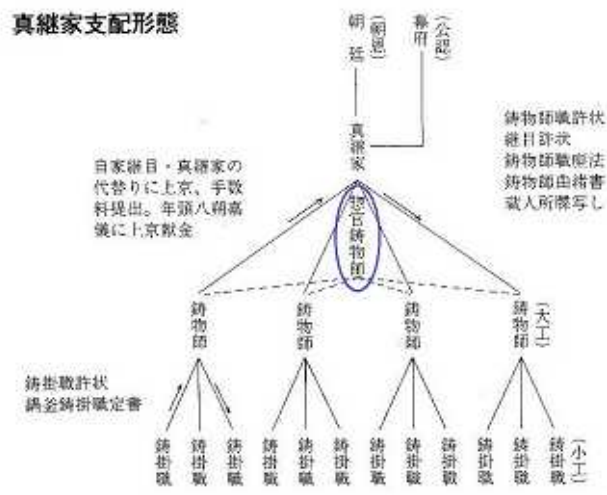 真継家支配形態
朝廷
(朝恩)
幕府
(公認)
真継家
鋳物師職許状
継目許状
鋳物師職座法
鋳物師由緒書
蔵人所牒写し
自家継目・真継家の
代替りに上京、手数
料提出。年頭八朔嘉
儀に上京献金
惣官鋳物師
鋳物師
鋳物師
鋳物師
鋳物師
(大工)
鋳掛職許状
鍋釜鋳掛職定書
鋳掛職
鋳掛職
鋳掛職
鋳掛職
鋳掛職
鋳掛職
鋳掛職
鋳掛職
鋳掛職
鋳掛職
鋳掛職
鋳掛職
(小工)